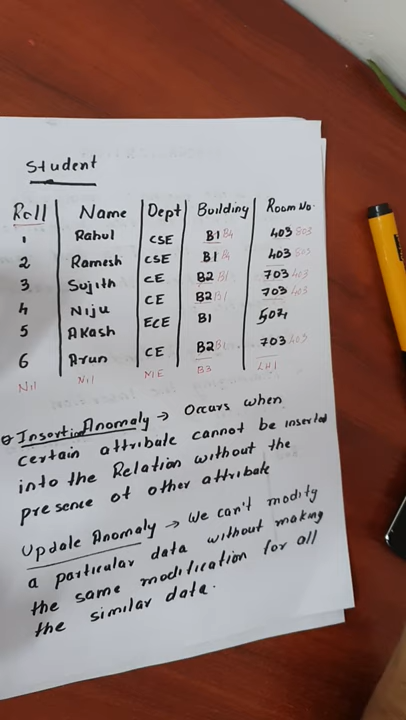 Student
Roll Name Dept Building Room No.
1 Rahul CSE B1 B4 403 803
2 Ramesh CSE B1 B4 403 803
3 Sujith CE B2 B1 703 403
4 Niju CE B2 B1 703 403
5 Akash ECE B1 507
6 Arun CE B2 B1 703 403
Nil Nil ME B3 LH1
Insertion Anomaly → Occurs when
certain attribute cannot be inserted
into the Relation without the
presence of other attribute
Update Anomaly → We can't modify
a particular data without making
the same modification for all
the similar data.